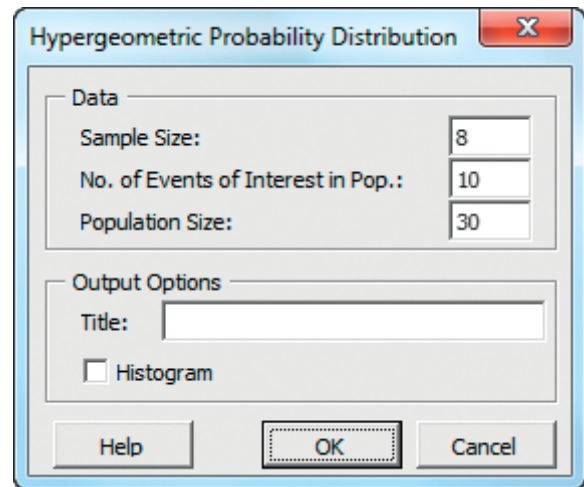 Hypergeometric Probability Distribution
Data
Sample Size: 8
No. of Events of Interest in Pop.: 10
Population Size: 30
Output Options
Title:
Histogram
Help OK Cancel